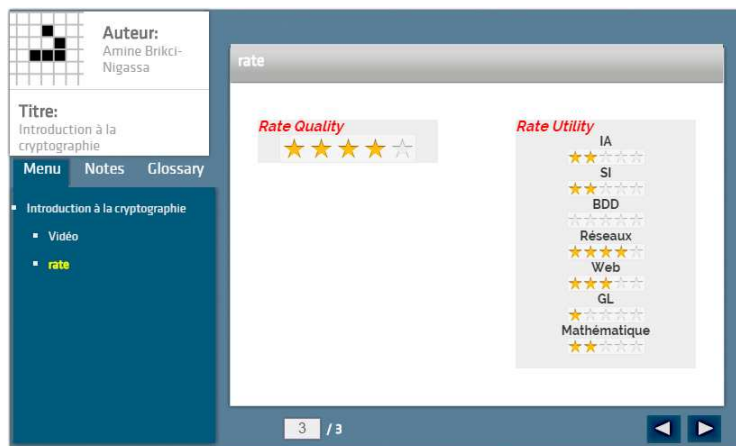 Auteur:
Amine Brikci-
Nigassa
Titre:
Introduction à la
cryptographie
Menu Notes Glossary
Introduction à la cryptographie
Vidéo
rate
rate
Rate Quality
Rate Utility
IA
SI
BDD
Réseaux
Web
GL
Mathématique
3 / 3